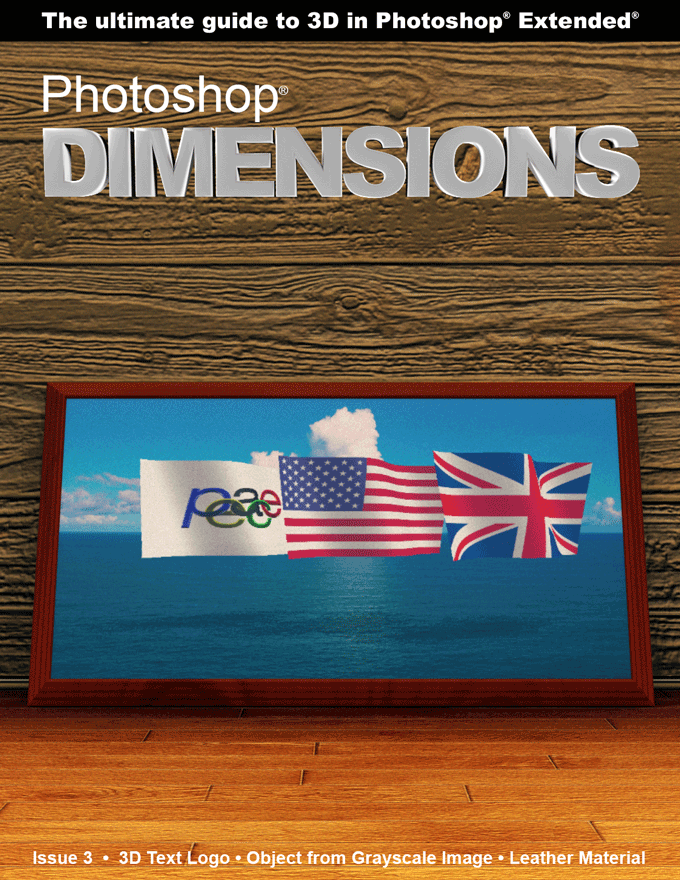 The ultimate guide to 3D in Photoshop® Extended®
Photoshop®
DIMENSIONS
peace
Issue 3 • 3D Text Logo • Object from Grayscale Image • Leather Material